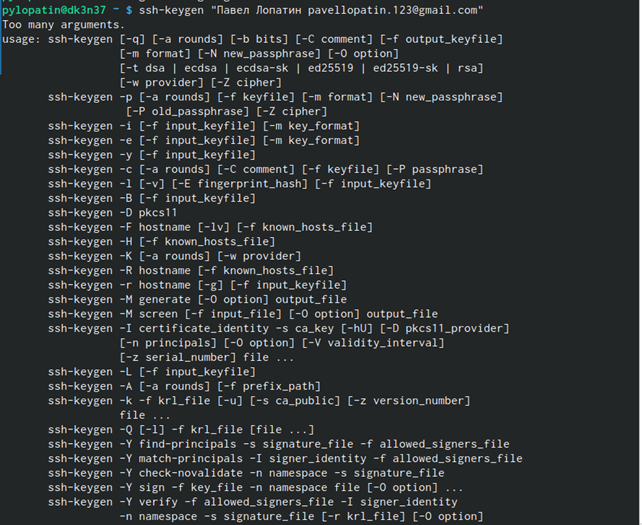 pylopatin@dk3n37 ~ $ ssh-keygen "Павел Лопатин pavellopatin.123@gmail.com"
Too many arguments.
usage: ssh-keygen [-q] [-a rounds] [-b bits] [-C comment] [-f output_keyfile]
[-m format] [-N new_passphrase] [-O option]
[-t dsa | ecdsa | ecdsa-sk | ed25519 | ed25519-sk | rsa]
[-w provider] [-Z cipher]
ssh-keygen -p [-a rounds] [-f keyfile] [-m format] [-N new_passphrase]
[-P old_passphrase] [-Z cipher]
ssh-keygen -i [-f input_keyfile] [-m key_format]
ssh-keygen -e [-f input_keyfile] [-m key_format]
ssh-keygen -y [-f input_keyfile]
ssh-keygen -c [-a rounds] [-C comment] [-f keyfile] [-P passphrase]
ssh-keygen -l [-v] [-E fingerprint_hash] [-f input_keyfile]
ssh-keygen -B [-f input_keyfile]
ssh-keygen -D pkcs11
ssh-keygen -F hostname [-lv] [-f known_hosts_file]
ssh-keygen -H [-f known_hosts_file]
ssh-keygen -K [-a rounds] [-w provider]
ssh-keygen -R hostname [-f known_hosts_file]
ssh-keygen -r hostname [-g] [-f input_keyfile]
ssh-keygen -M generate [-O option] output_file
ssh-keygen -M screen [-f input_file] [-O option] output_file
ssh-keygen -I certificate_identity -s ca_key [-hU] [-D pkcs11_provider]
[-n principals] [-O option] [-V validity_interval]
[-z serial_number] file ...
ssh-keygen -L [-f input_keyfile]
ssh-keygen -A [-a rounds] [-f prefix_path]
ssh-keygen -k -f krl_file [-u] [-s ca_public] [-z version_number]
file ...
ssh-keygen -Q [-l] -f krl_file [file ...]
ssh-keygen -Y find-principals -s signature_file -f allowed_signers_file
ssh-keygen -Y match-principals -I signer_identity -f allowed_signers_file
ssh-keygen -Y check-novalidate -n namespace -s signature_file
ssh-keygen -Y sign -f key_file -n namespace file [-O option] ...
ssh-keygen -Y verify -f allowed_signers_file -I signer_identity
-n namespace -s signature_file [-r krl_file] [-O option]